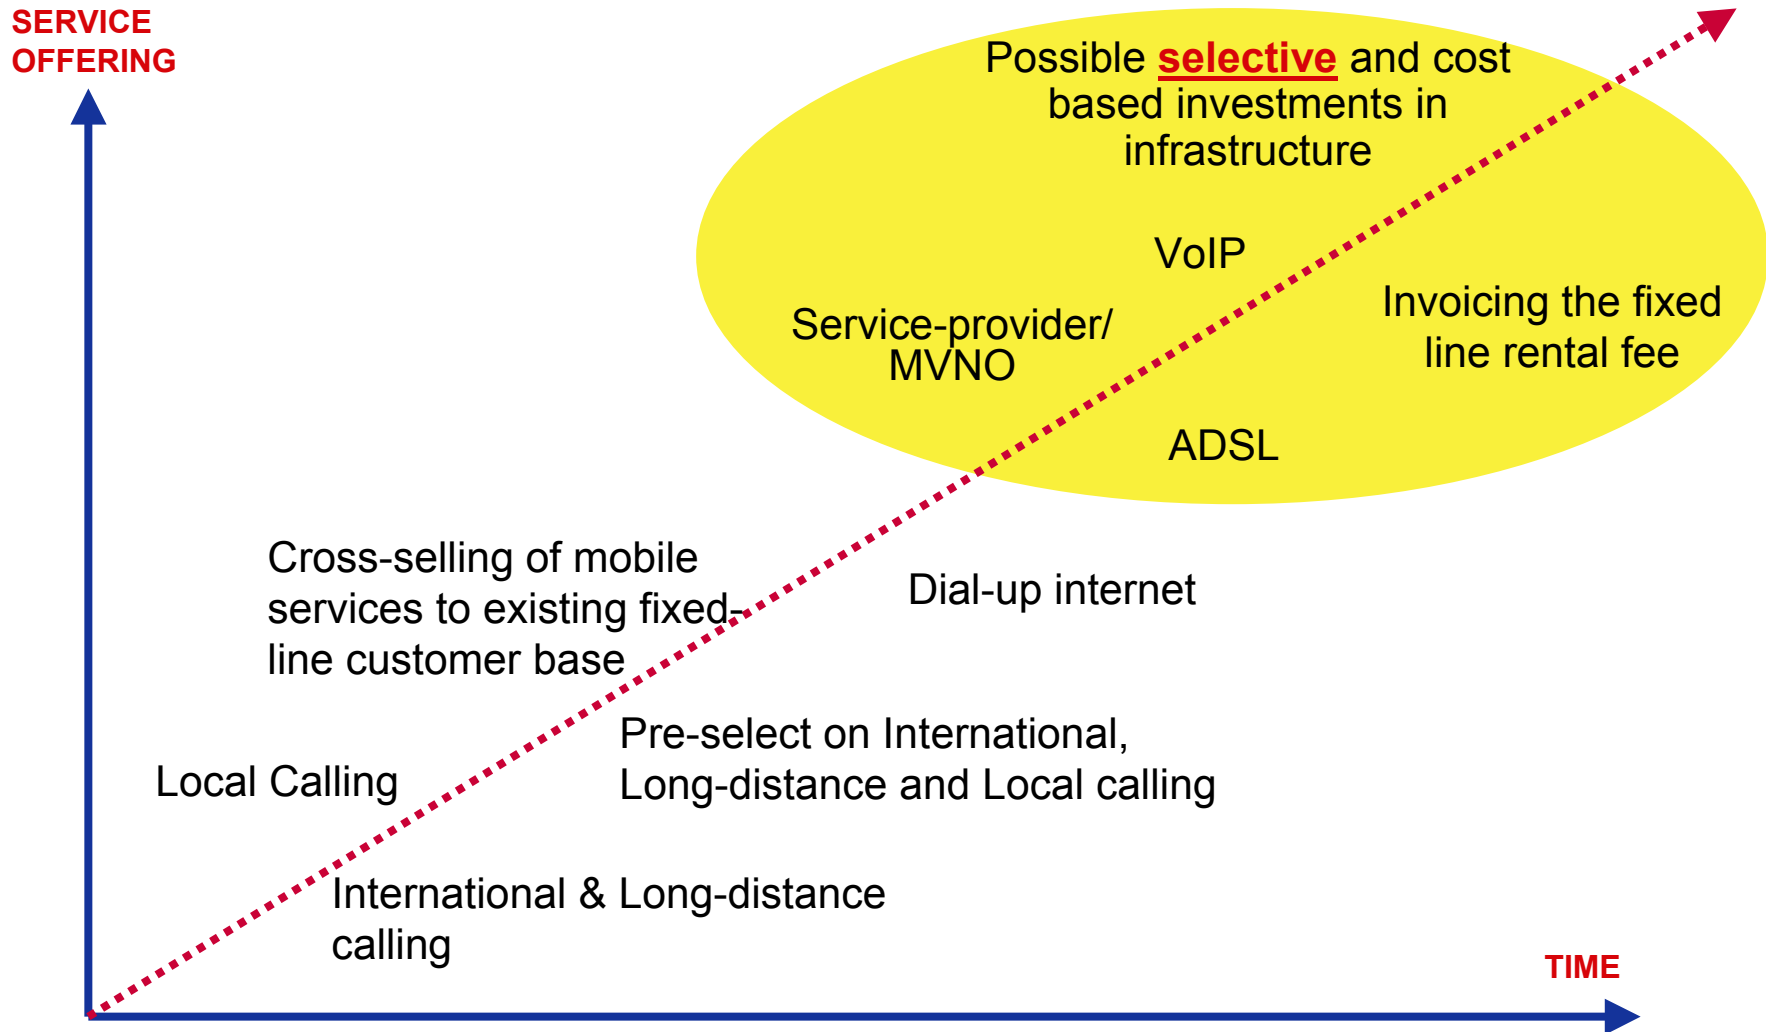 SERVICE
OFFERING
Possible selective and cost
based investments in
infrastructure
VoIP
Service-provider/
MVNO
Invoicing the fixed
line rental fee
ADSL
Cross-selling of mobile
services to existing fixed-
line customer base
Dial-up internet
Pre-select on International,
Long-distance and Local calling
Local Calling
International & Long-distance
calling
TIME